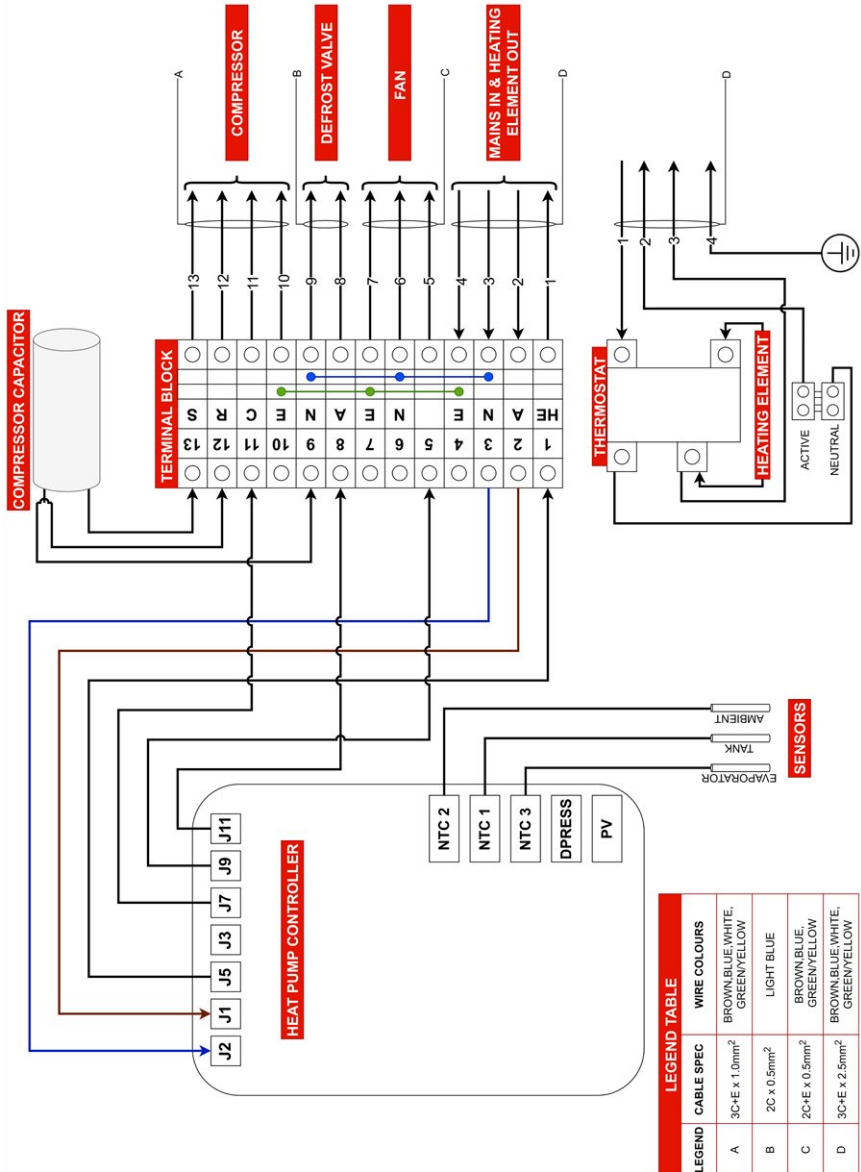 COMPRESSOR CAPACITOR
TERMINAL BLOCK
13 S
12 R
11 C
10 E
9 N
8 A
7 E
6 N
5
4 E
3 N
2 A
1 HE
13
12
11
10
9
8
7
6
5
4
3
2
1
A
COMPRESSOR
B
DEFROST VALVE
FAN
C
MAINS IN & HEATING
ELEMENT OUT
D
HEAT PUMP CONTROLLER
J2
J1
J5
J3
J7
J9
J11
NTC 2
NTC 1
NTC 3
DPRESS
PV
AMBIENT
TANK
EVAPORATOR
SENSORS
THERMOSTAT
HEATING ELEMENT
ACTIVE
NEUTRAL
1
2
3
4
D
LEGEND TABLE
LEGEND CABLE SPEC WIRE COLOURS
A 3C+E x 1.0mm² BROWN,BLUE,WHITE,
GREEN/YELLOW
B 2C x 0.5mm² LIGHT BLUE
C 2C+E x 0.5mm² BROWN,BLUE,
GREEN/YELLOW
D 3C+E x 2.5mm² BROWN,BLUE,WHITE,
GREEN/YELLOW